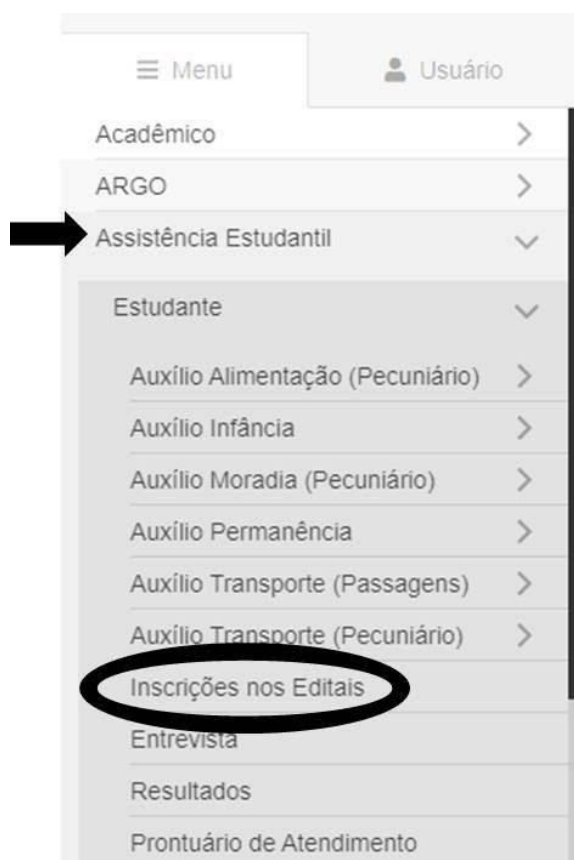 Menu
Usuário
Acadêmico
ARGO
Assistência Estudantil
Estudante
Auxílio Alimentação (Pecuniário)
Auxílio Infância
Auxílio Moradia (Pecuniário)
Auxílio Permanência
Auxílio Transporte (Passagens)
Auxílio Transporte (Pecuniário)
Inscrições nos Editais
Entrevista
Resultados
Prontuário de Atendimento